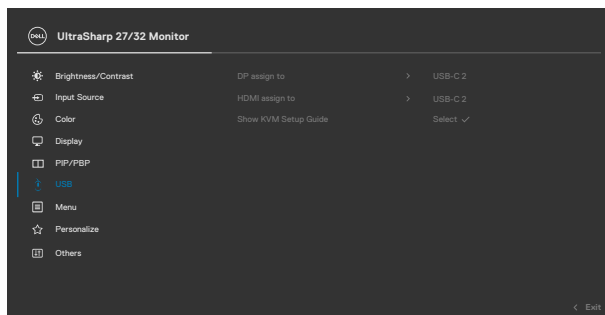 DELL UltraSharp 27/32 Monitor
Brightness/Contrast DP assign to > USB-C 2
Input Source HDMI assign to > USB-C 2
Color Show KVM Setup Guide Select ✓
Display
PIP/PBP
USB
Menu
Personalize
Others
< Exit